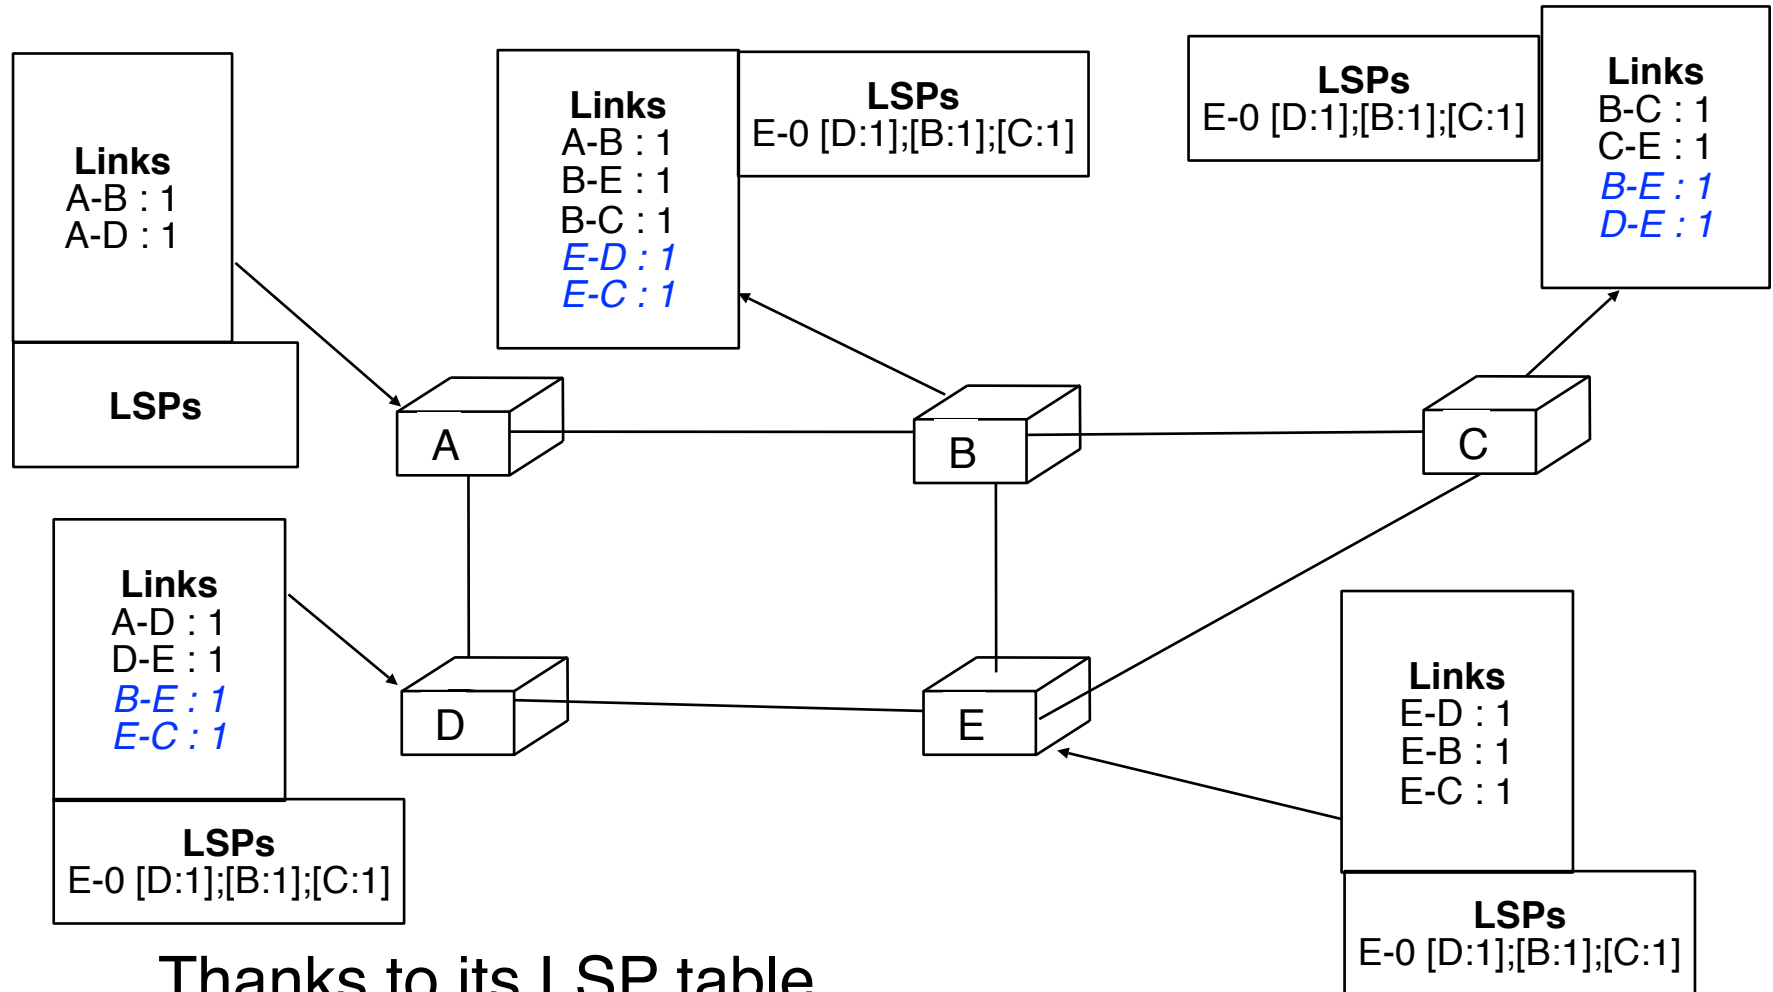 Links
A-B : 1
A-D : 1
LSPs
Links
A-B : 1
B-E : 1
B-C : 1
E-D : 1
E-C : 1
LSPs
E-0 [D:1];[B:1];[C:1]
LSPs
E-0 [D:1];[B:1];[C:1]
Links
B-C : 1
C-E : 1
B-E : 1
D-E : 1
A
B
C
Links
A-D : 1
D-E : 1
B-E : 1
E-C : 1
LSPs
E-0 [D:1];[B:1];[C:1]
D
E
Links
E-D : 1
E-B : 1
E-C : 1
LSPs
E-0 [D:1];[B:1];[C:1]
Thanks to its LSP table